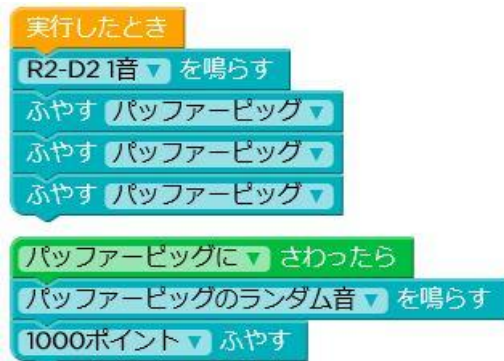 実行したとき
R2-D2 1音 を鳴らす
ふやす パッファーピッグ
ふやす パッファーピッグ
ふやす パッファーピッグ
パッファーピッグに さわったら
パッファーピッグのランダム音 を鳴らす
1000ポイント ふやす